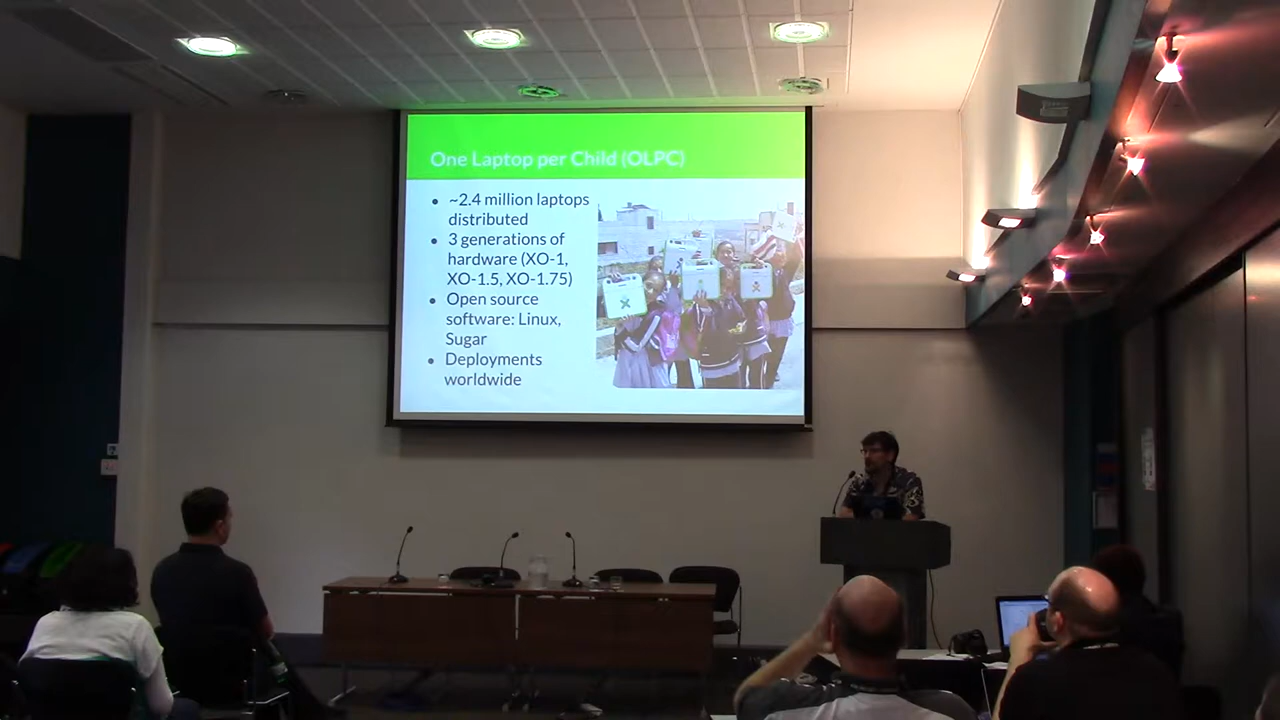 One Laptop per Child (OLPC)
• ~2.4 million laptops
distributed
• 3 generations of
hardware (XO-1,
XO-1.5, XO-1.75)
• Open source
software: Linux,
Sugar
• Deployments
worldwide